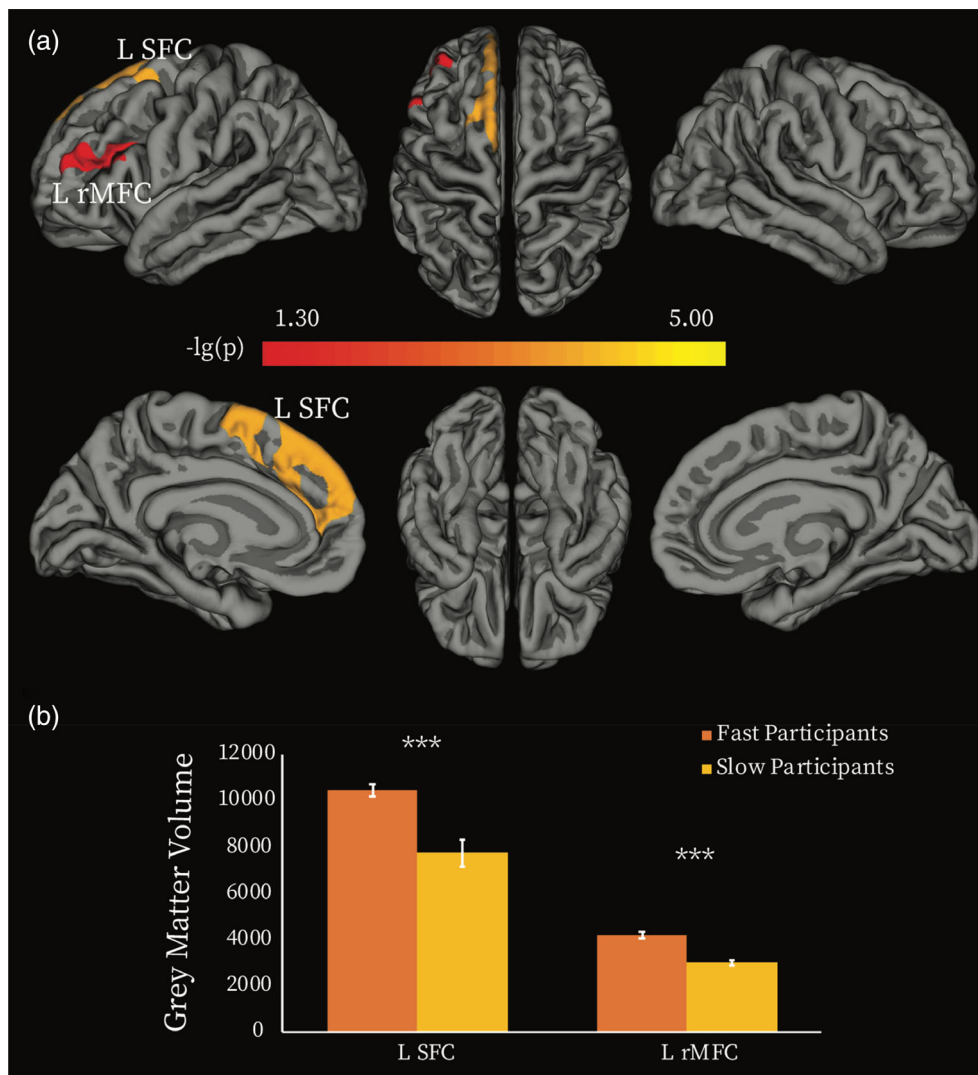 (a)
L SFC
L rMFC
1.30 5.00
-lg(p)
L SFC
(b)
Fast Participants
Slow Participants
***
***
Grey Matter Volume
12000
10000
8000
6000
4000
2000
0
L SFC L rMFC